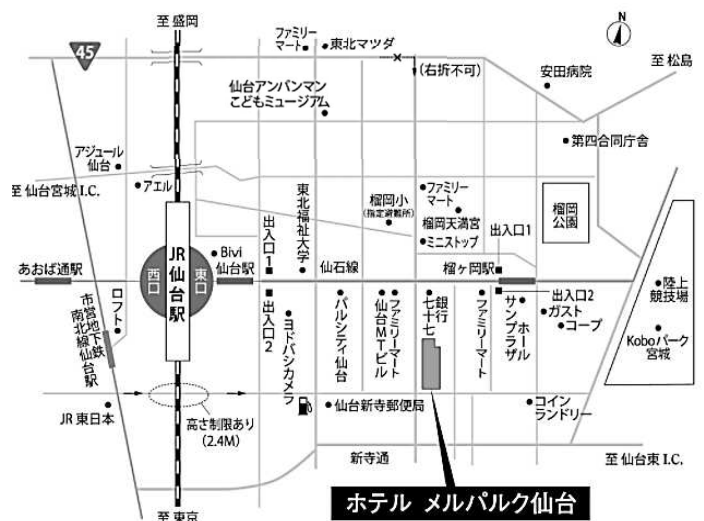 至 盛岡
N
45
ファミリー
マート
東北マツダ
(右折不可)
至 松島
安田病院
仙台アンパンマン
こどもミュージアム
第四合同庁舎
アジュール
仙台
至 仙台宮城 I.C.
アエル
東北福祉大学
榴岡小
(指定避難所)
ファミリー
マート
榴岡天満宮
ミニストップ
榴岡
公園
出入口1
出入口1
Bivi
仙台駅
仙石線
榴ヶ岡駅
あおば通駅
西口
JR仙台駅
東口
陸上
競技場
Koboパーク
宮城
市営地下鉄
南北線仙台駅
ロフト
出入口2
ヨドバシカメラ
パルシティ仙台
仙台MTビル
ファミリーマート
七十七
銀行
ファミリーマート
サンプラザ
ホール
出入口2
ガスト
コープ
JR東日本
高さ制限あり
(2.4M)
仙台新寺郵便局
コイン
ランドリー
新寺通
至 仙台東 I.C.
ホテル メルパルク仙台
至 東京